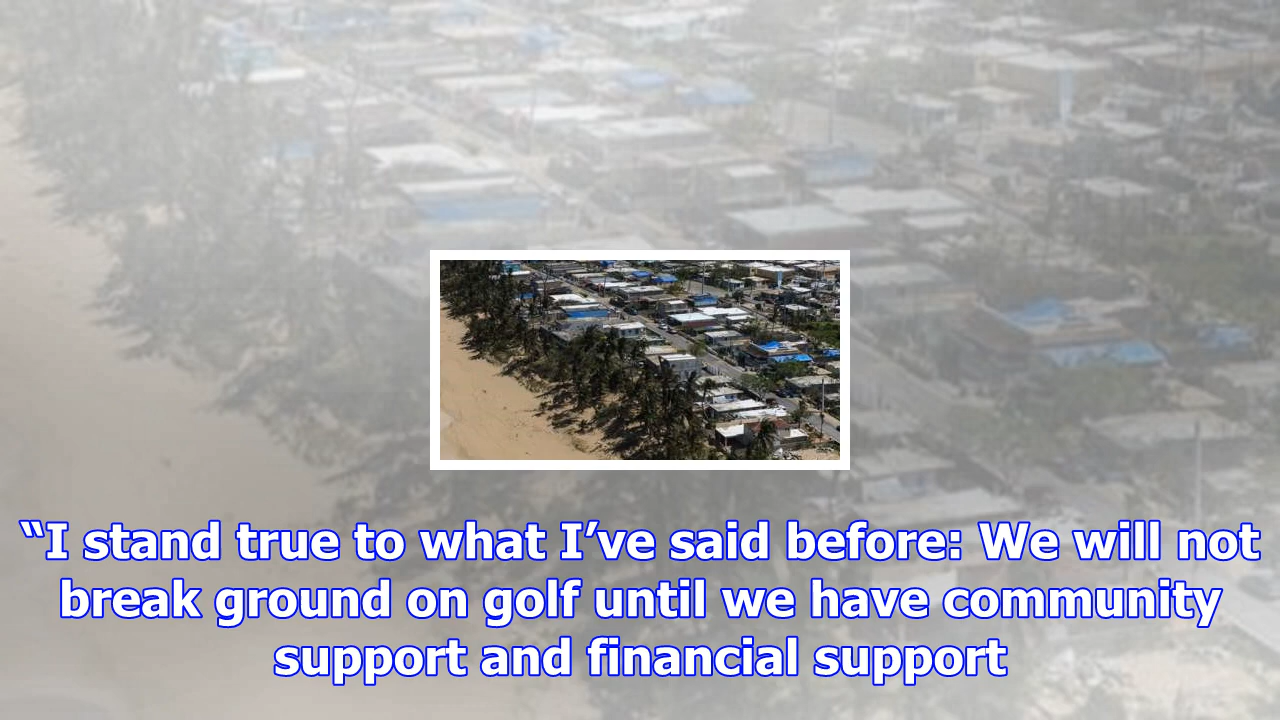 “I stand true to what I’ve said before: We will not
break ground on golf until we have community
support and financial support